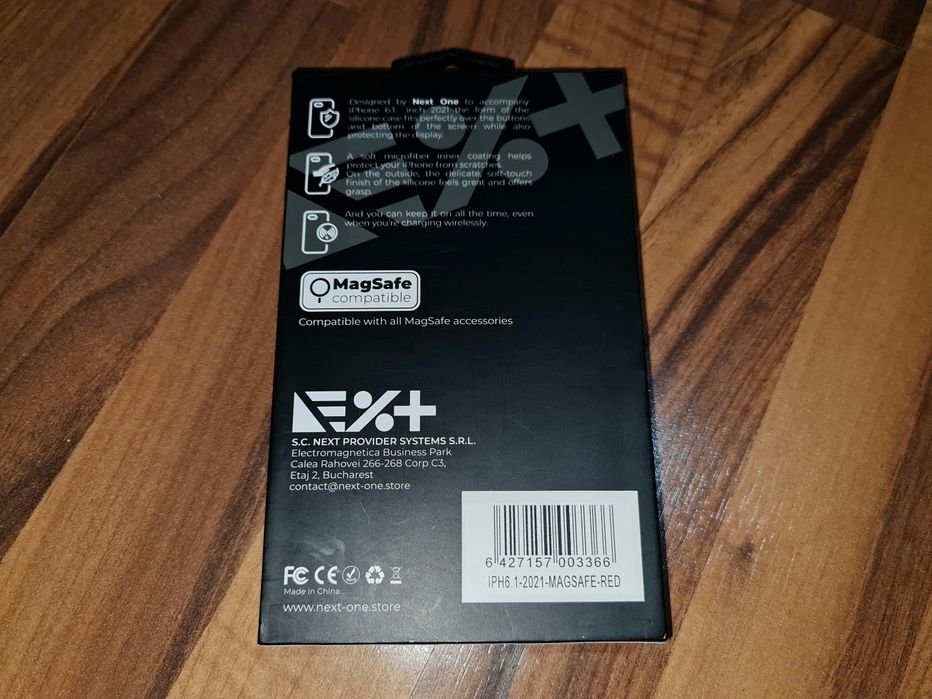 Designed by Next One to accompany
iPhone 6.1 inch 2021 the form of the
silicone case fits perfectly over the buttons
and bottom of the screen while also
protecting the display.
A soft microfiber inner coating helps
protect your iPhone from scratches.
On the outside, the delicate, soft-touch
finish of the silicone feels great and offers
grasp.
And you can keep it on all the time, even
when you're charging wirelessly.
MagSafe
compatible
Compatible with all MagSafe accessories
NEXT
S.C. NEXT PROVIDER SYSTEMS S.R.L.
Electromagnetica Business Park
Calea Rahovei 266-268 Corp C3,
Etaj 2, Bucharest
contact@next-one.store
FC CE
Made in China
www.next-one.store
6 427157 003366
IPH6.1-2021-MAGSAFE-RED